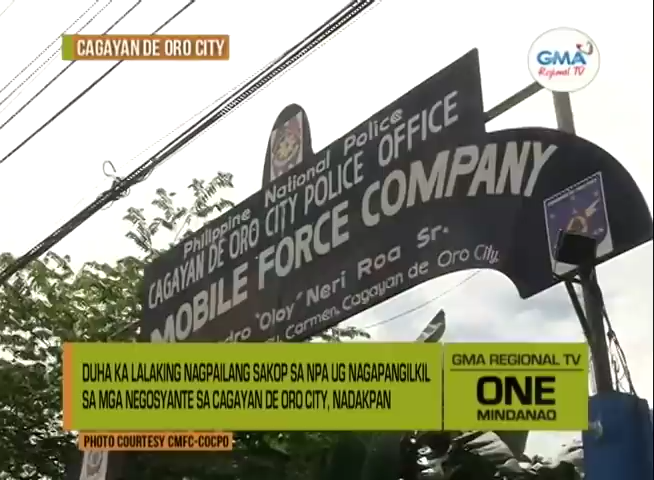 CAGAYAN DE ORO CITY
GMA
Regional TV
Philippine National Police
CAGAYAN DE ORO CITY POLICE OFFICE
MOBILE FORCE COMPANY
"Oloy" Neri Roa Sr.
Carmen, Cagayan de Oro City.
DUHA KA LALAKING NAGPAILANG SAKOP SA NPA UG NAGAPANGILKIL
SA MGA NEGOSYANTE SA CAGAYAN DE ORO CITY, NADAKPAN
GMA REGIONAL TV
ONE
MINDANAO
PHOTO COURTESY CMFC-COCPO